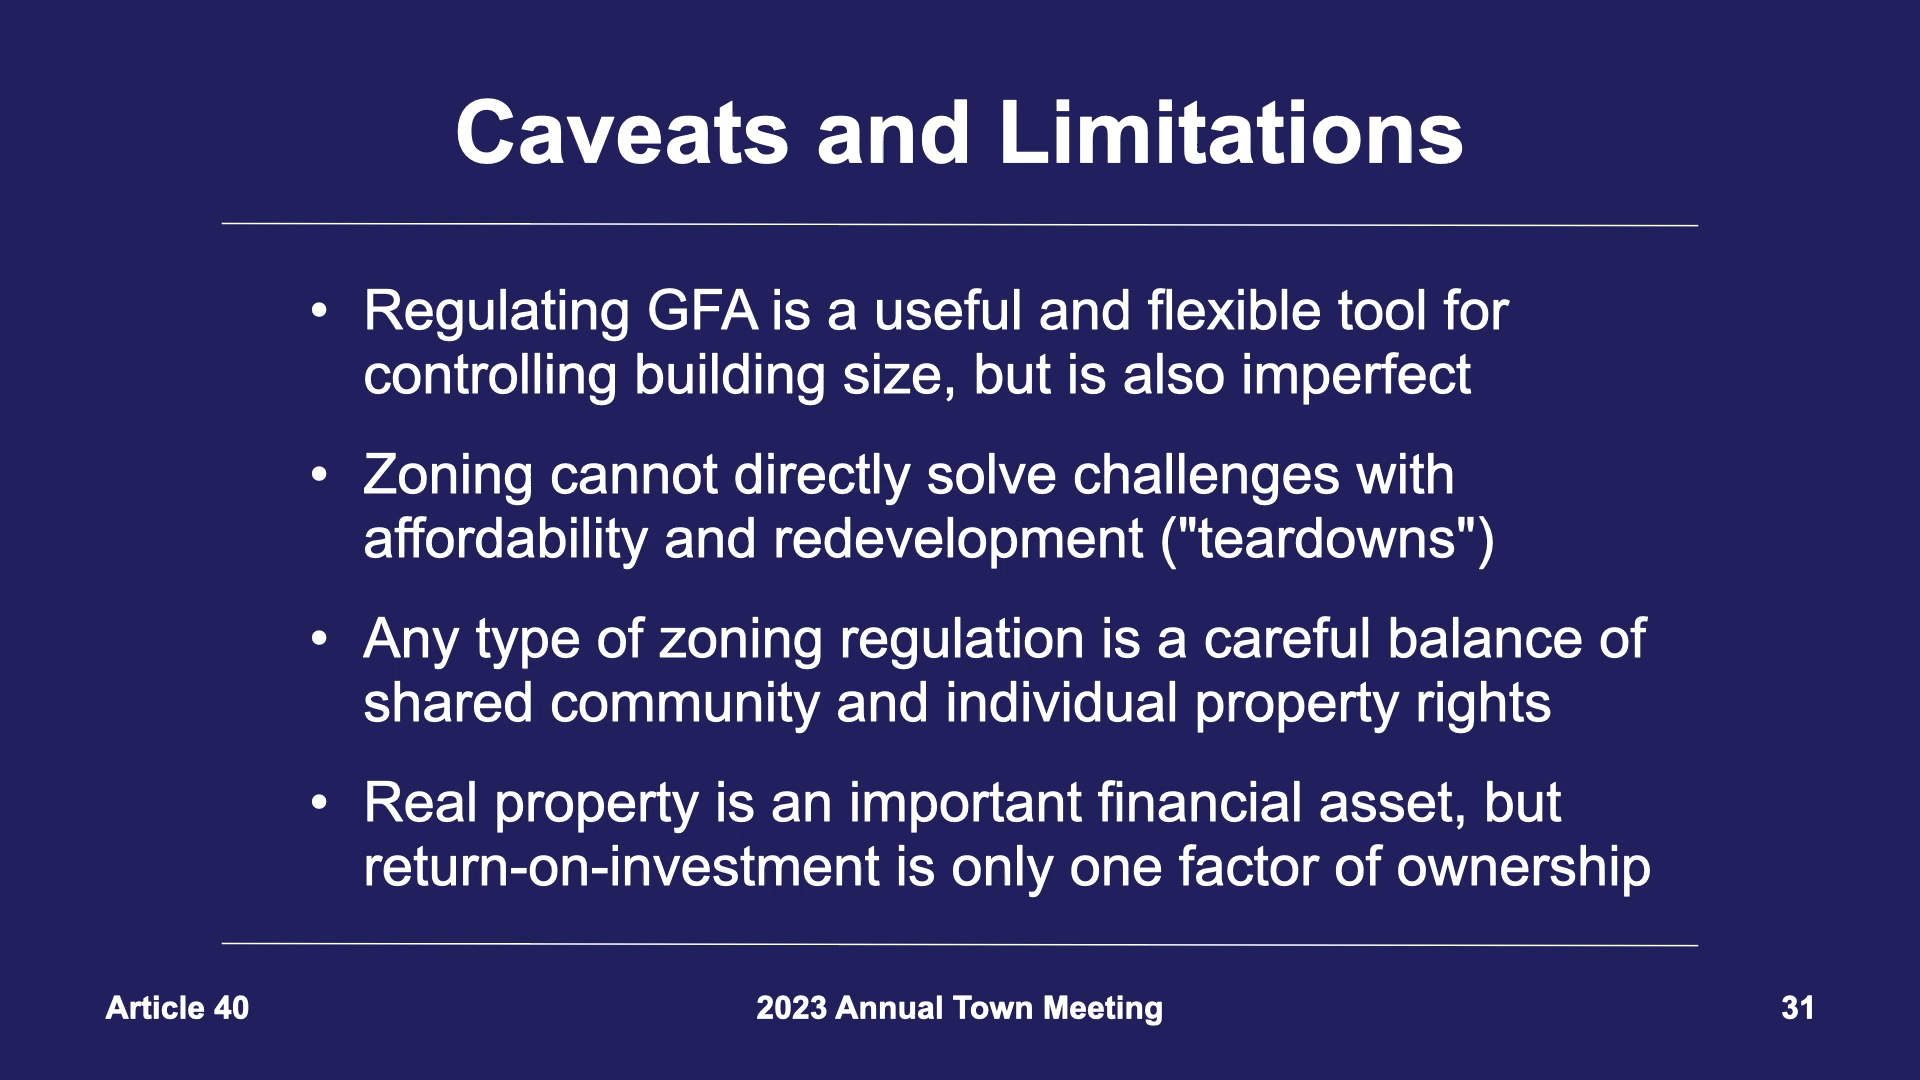 Caveats and Limitations
• Regulating GFA is a useful and flexible tool for
controlling building size, but is also imperfect
• Zoning cannot directly solve challenges with
affordability and redevelopment ("teardowns")
• Any type of zoning regulation is a careful balance of
shared community and individual property rights
• Real property is an important financial asset, but
return-on-investment is only one factor of ownership
Article 40
2023 Annual Town Meeting
31